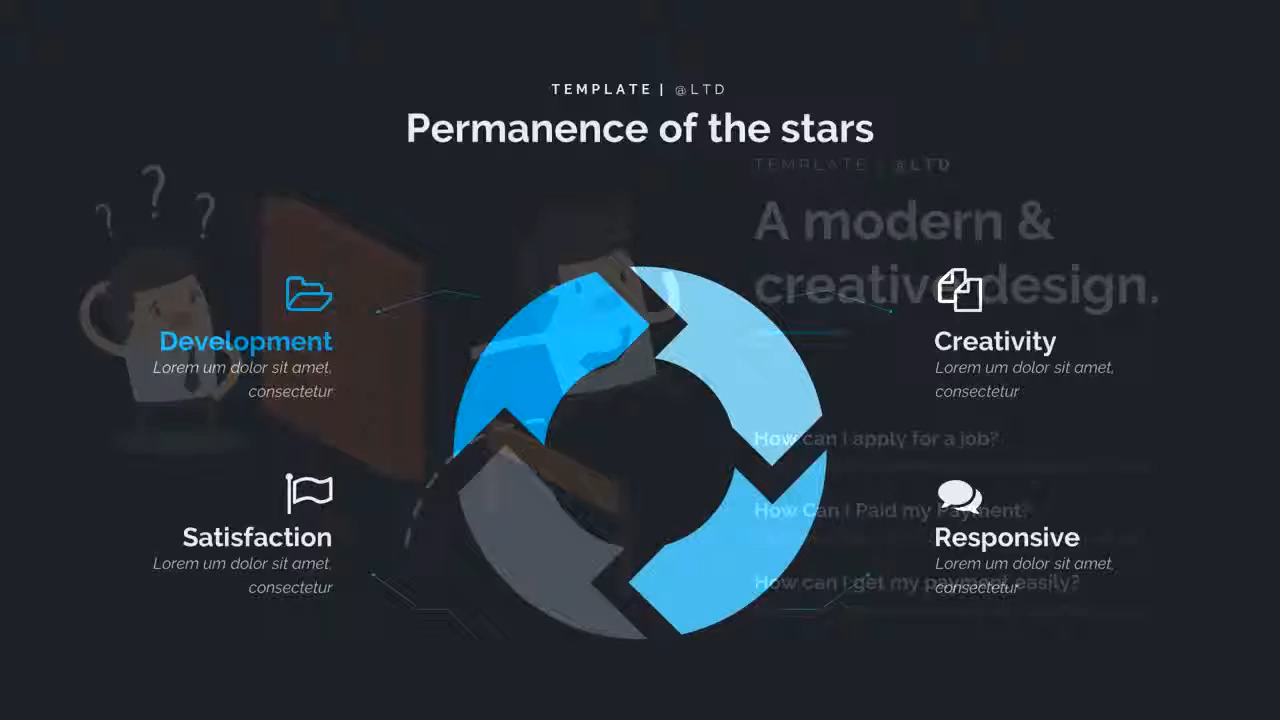 TEMPLATE | @LTD
Permanence of the stars
TEMPLATE @LTD
A modern &
creative design.
Development
Lorem um dolor sit amet,
consectetur
Creativity
Lorem um dolor sit amet,
consectetur
How can I apply for a job?
How Can I Paid my Payment?
Satisfaction
Lorem um dolor sit amet,
consectetur
Responsive
Lorem um dolor sit amet,
consectetur
How can I get my payment easily?